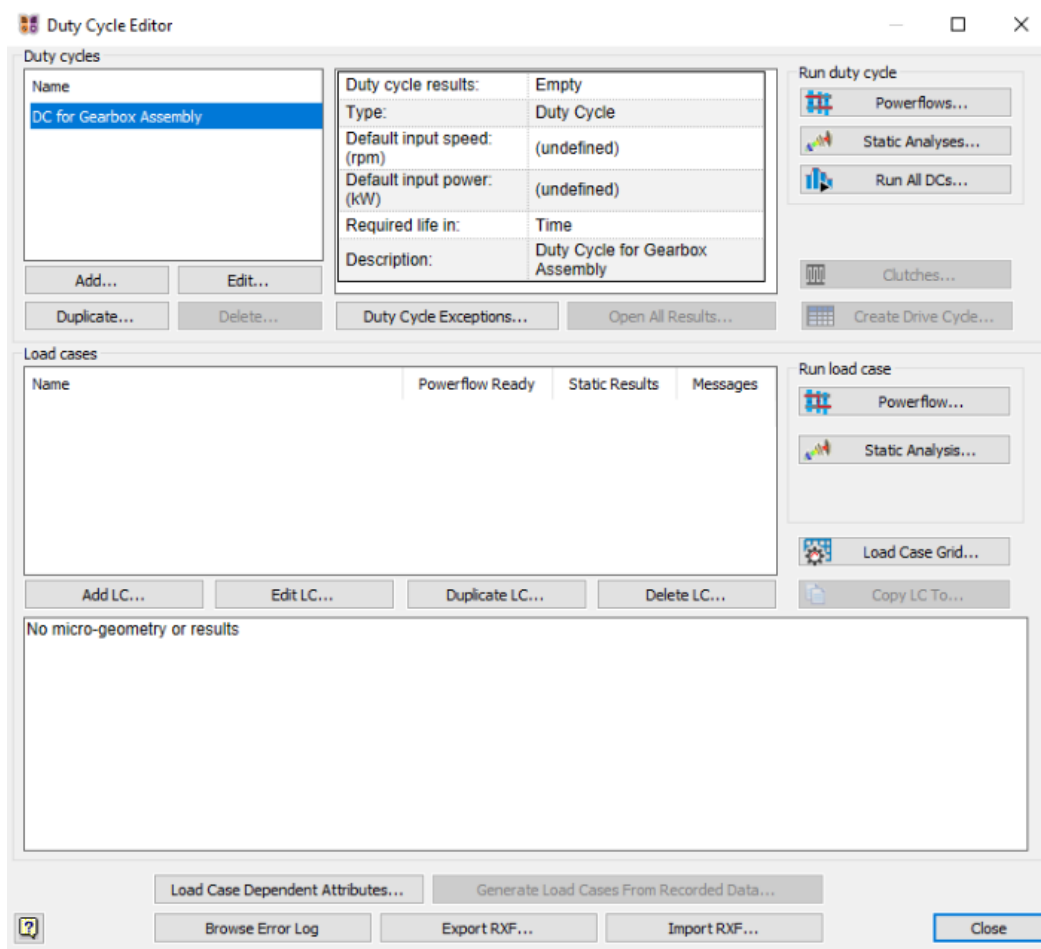 Duty Cycle Editor
Duty cycles
Name
DC for Gearbox Assembly
Add...
Edit...
Duplicate...
Delete...
Duty cycle results: Empty
Type: Duty Cycle
Default input speed: (rpm) (undefined)
Default input power: (kW) (undefined)
Required life in: Time
Description: Duty Cycle for Gearbox Assembly
Duty Cycle Exceptions...
Open All Results...
Run duty cycle
Powerflows...
Static Analyses...
Run All DCs...
Clutches...
Create Drive Cycle...
Load cases
Name Powerflow Ready Static Results Messages
Add LC...
Edit LC...
Duplicate LC...
Delete LC...
Run load case
Powerflow...
Static Analysis...
Load Case Grid...
Copy LC To...
No micro-geometry or results
Load Case Dependent Attributes...
Generate Load Cases From Recorded Data...
?
Browse Error Log
Export RXF...
Import RXF...
Close